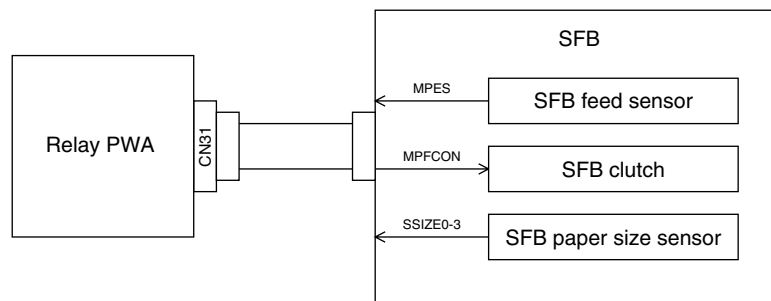 SFB
MPES
SFB feed sensor
Relay PWA
CN31
MPFCON
SFB clutch
SSIZE0-3
SFB paper size sensor